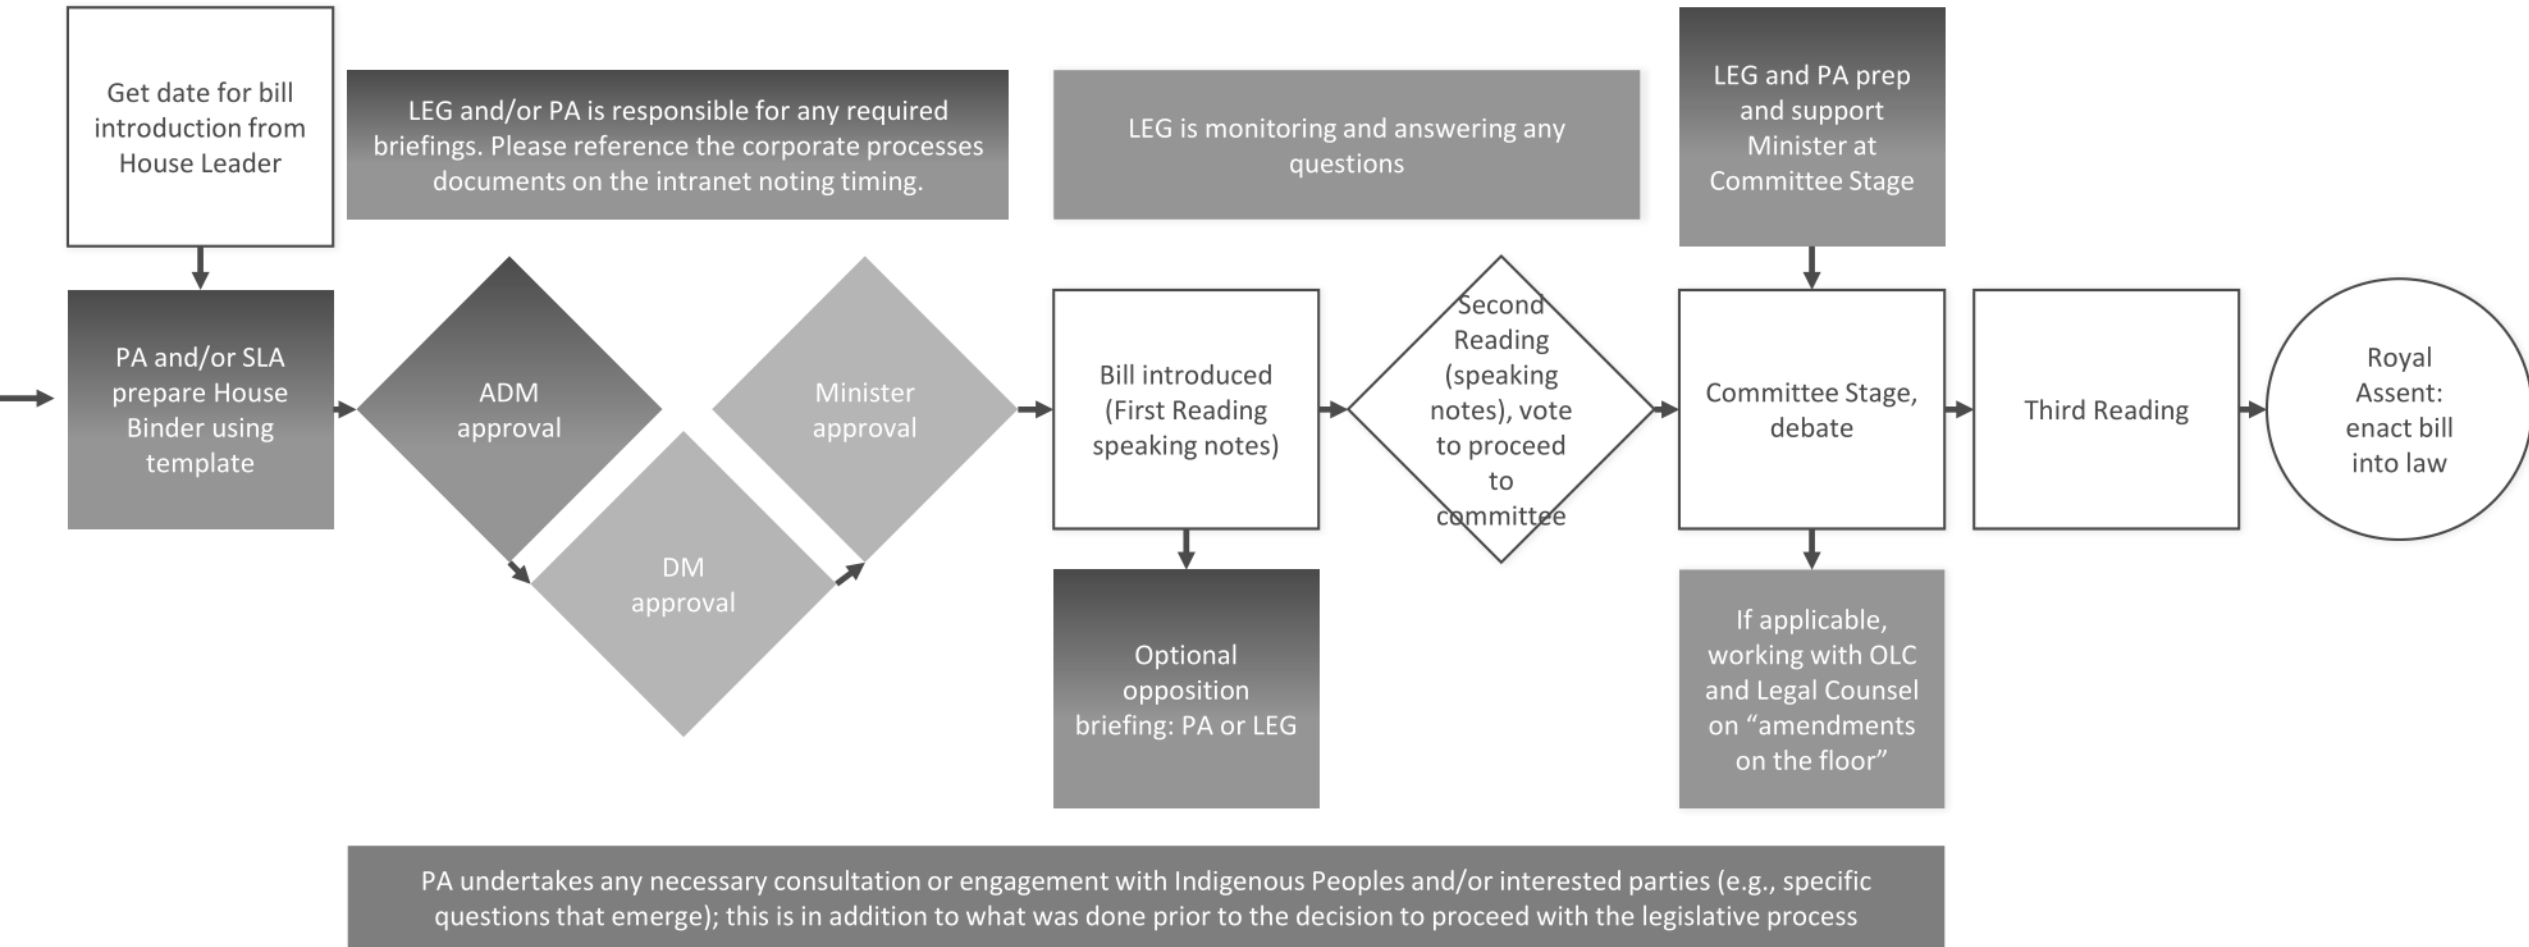 Get date for bill
introduction from
House Leader
LEG and/or PA is responsible for any required
briefings. Please reference the corporate processes
documents on the intranet noting timing.
LEG is monitoring and answering any
questions
LEG and PA prep
and support
Minister at
Committee Stage
PA and/or SLA
prepare House
Binder using
template
ADM
approval
DM
approval
Minister
approval
Bill introduced
(First Reading
speaking notes)
Second
Reading
(speaking
notes), vote
to proceed
to
committee
Committee Stage,
debate
Third Reading
Royal
Assent:
enact bill
into law
Optional
opposition
briefing: PA or LEG
If applicable,
working with OLC
and Legal Counsel
on “amendments
on the floor”
PA undertakes any necessary consultation or engagement with Indigenous Peoples and/or interested parties (e.g., specific
questions that emerge); this is in addition to what was done prior to the decision to proceed with the legislative process